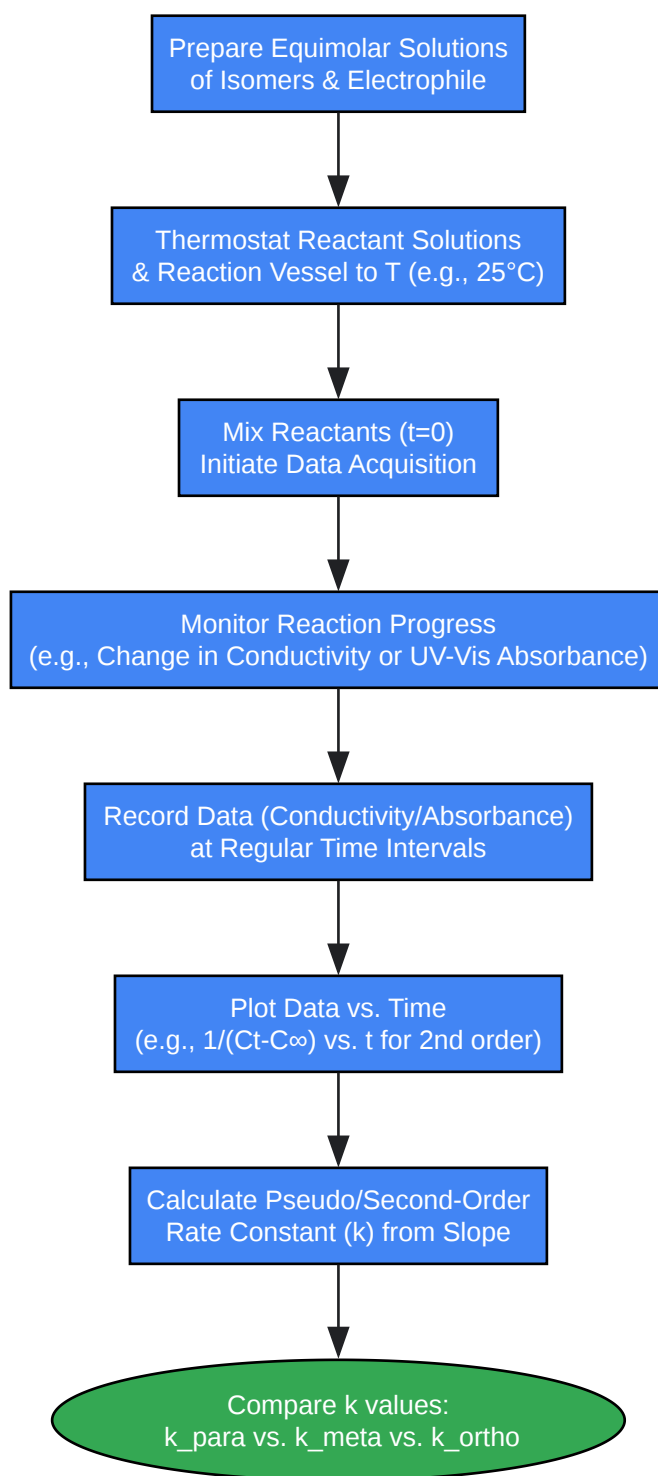 Prepare Equimolar Solutions
of Isomers & Electrophile
Thermostat Reactant Solutions
& Reaction Vessel to T (e.g., 25°C)
Mix Reactants (t=0)
Initiate Data Acquisition
Monitor Reaction Progress
(e.g., Change in Conductivity or UV-Vis Absorbance)
Record Data (Conductivity/Absorbance)
at Regular Time Intervals
Plot Data vs. Time
(e.g., 1/(Ct-C∞) vs. t for 2nd order)
Calculate Pseudo/Second-Order
Rate Constant (k) from Slope
Compare k values:
k_para vs. k_meta vs. k_ortho